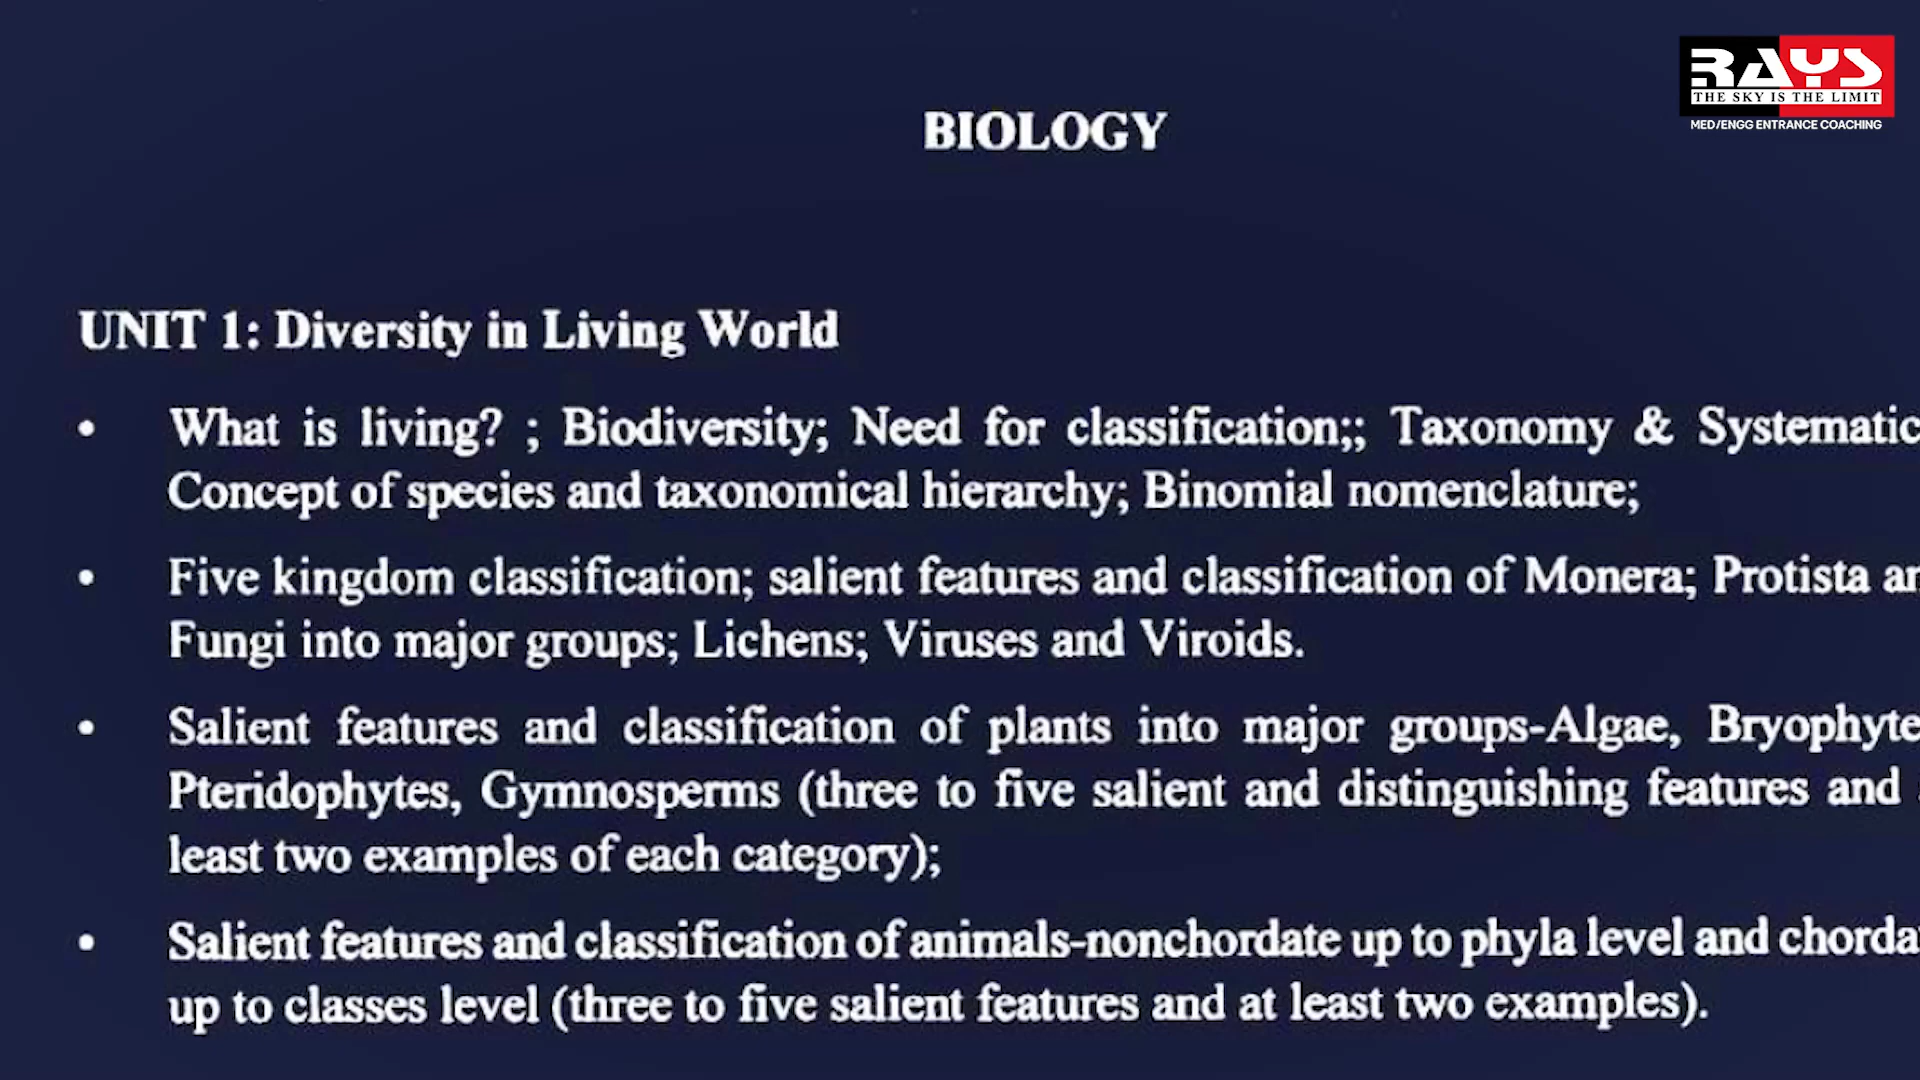 RAYS
THE SKY IS THE LIMIT
MED/ENGG ENTRANCE COACHING
BIOLOGY
UNIT 1: Diversity in Living World
• What is living? ; Biodiversity; Need for classification;; Taxonomy & Systematic
Concept of species and taxonomical hierarchy; Binomial nomenclature;
• Five kingdom classification; salient features and classification of Monera; Protista an
Fungi into major groups; Lichens; Viruses and Viroids.
• Salient features and classification of plants into major groups-Algae, Bryophyte
Pteridophytes, Gymnosperms (three to five salient and distinguishing features and
least two examples of each category);
• Salient features and classification of animals-nonchordate up to phyla level and chorda
up to classes level (three to five salient features and at least two examples).